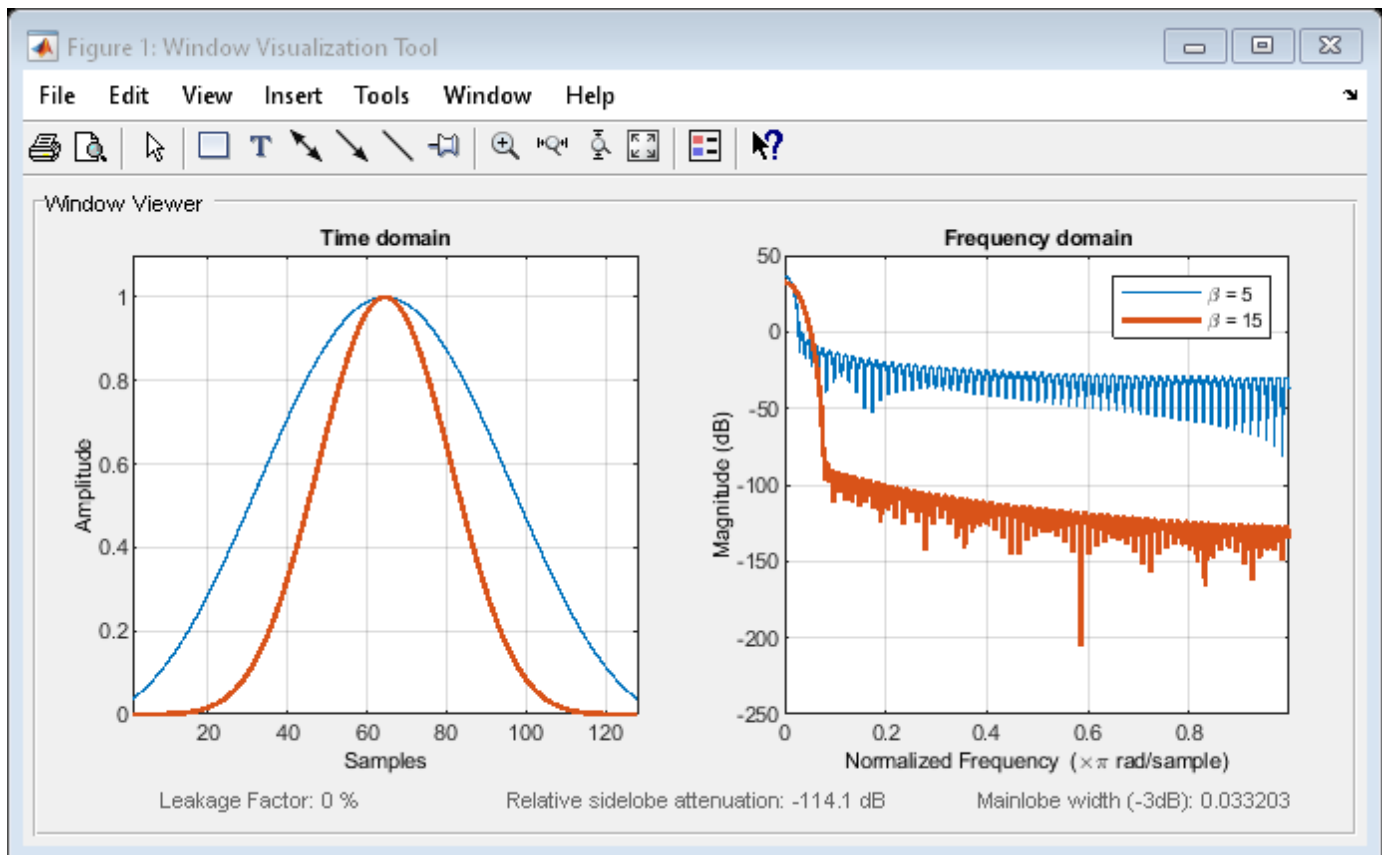 Figure 1: Window Visualization Tool
File Edit View Insert Tools Window Help
T
?
Window Viewer
Time domain
1
0.8
0.6
0.4
0.2
0
Amplitude
20 40 60 80 100 120
Samples
Frequency domain
50
0
-50
-100
-150
-200
-250
Magnitude (dB)
β = 5
β = 15
0 0.2 0.4 0.6 0.8
Normalized Frequency (×π rad/sample)
Leakage Factor: 0 % Relative sidelobe attenuation: -114.1 dB Mainlobe width (-3dB): 0.033203